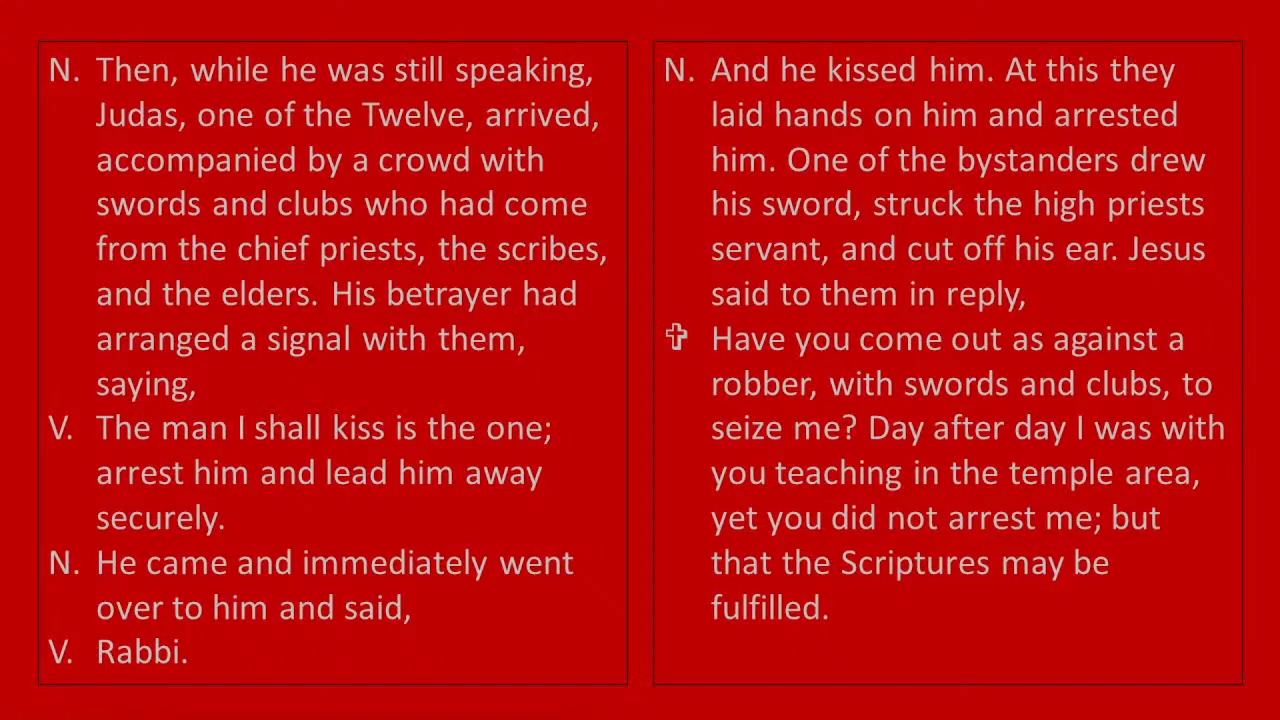 N. Then, while he was still speaking,
Judas, one of the Twelve, arrived,
accompanied by a crowd with
swords and clubs who had come
from the chief priests, the scribes,
and the elders. His betrayer had
arranged a signal with them,
saying,
V. The man I shall kiss is the one;
arrest him and lead him away
securely.
N. He came and immediately went
over to him and said,
V. Rabbi.
N. And he kissed him. At this they
laid hands on him and arrested
him. One of the bystanders drew
his sword, struck the high priests
servant, and cut off his ear. Jesus
said to them in reply,
✞ Have you come out as against a
robber, with swords and clubs, to
seize me? Day after day I was with
you teaching in the temple area,
yet you did not arrest me; but
that the Scriptures may be
fulfilled.